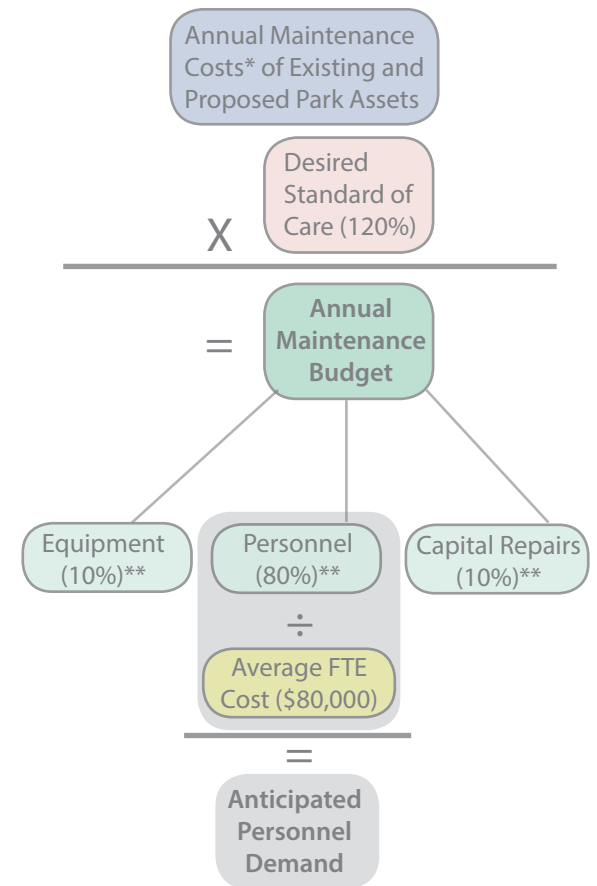 Annual Maintenance
Costs* of Existing and
Proposed Park Assets
Desired
Standard of
Care (120%)
X
=
Annual
Maintenance
Budget
Equipment
(10%)**
Personnel
(80%)**
Capital Repairs
(10%)**
÷
Average FTE
Cost ($80,000)
=
Anticipated
Personnel
Demand